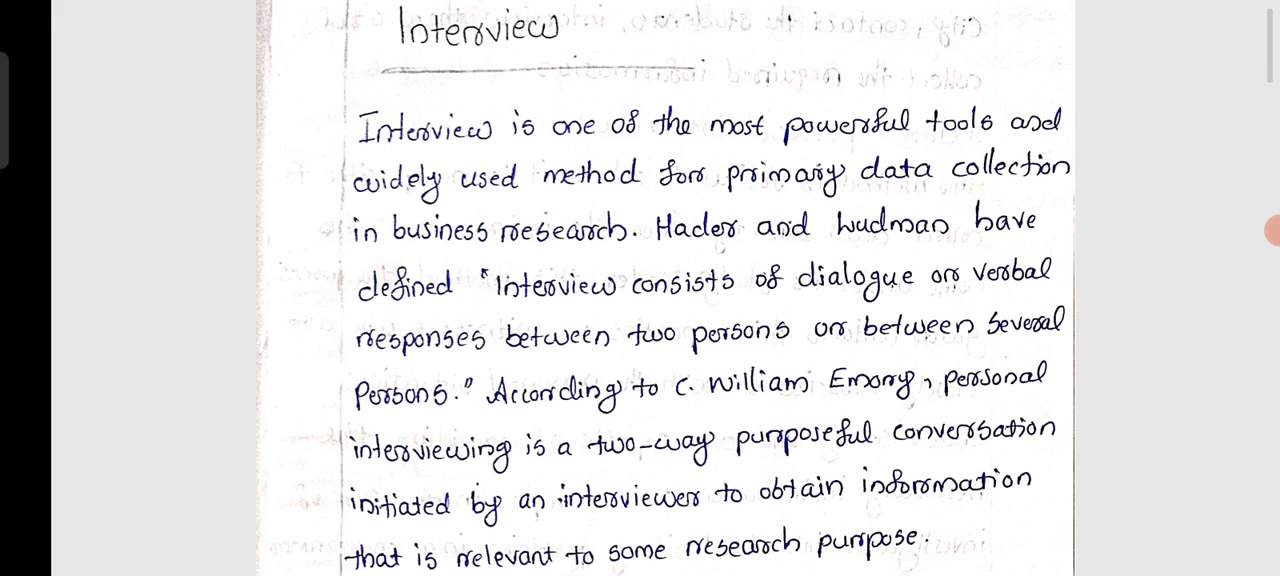 Interview
Interview is one of the most powerful tools and
widely used method for primary data collection
in business research. Hader and Wudman have
defined "Interview consists of dialogue or verbal
responses between two persons or between several
Persons." According to C. William Emory, personal
interviewing is a two-way purposeful conversation
initiated by an interviewer to obtain information
that is relevant to some research purpose.